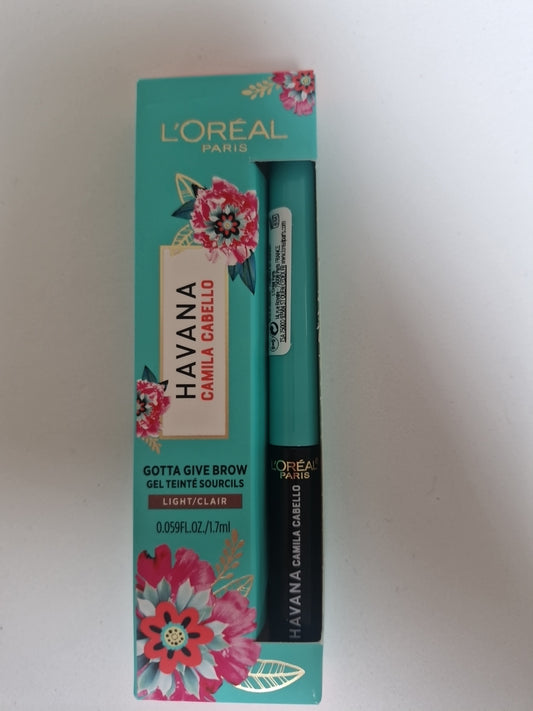 L'ORÉAL
PARIS
HAVANA
CAMILA CABELLO
GOTTA GIVE BROW
GEL TEINTÉ SOURCILS
LIGHT/CLAIR
0.059FL.OZ./1.7ml
L'ORÉAL
PARIS
HAVANA CAMILA CABELLO